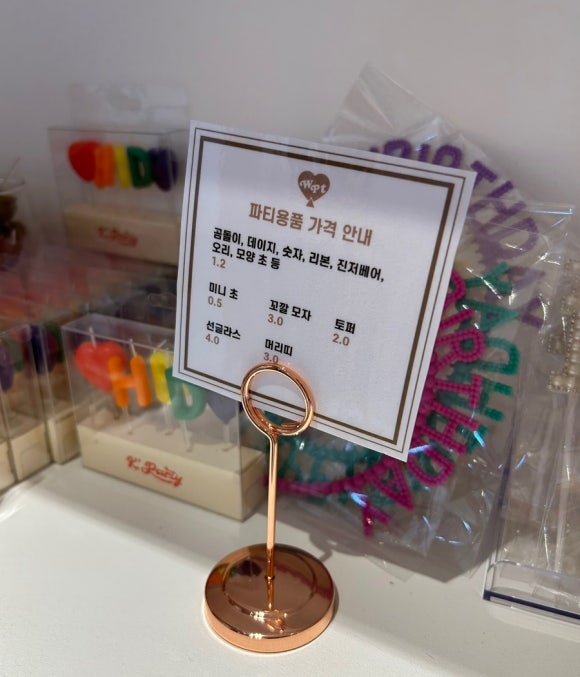 WPt
파티용품 가격 안내
곰돌이, 데이지, 숫자, 리본, 진저베어,
오리, 모양 초 등
1.2
미니 초
0.5
꼬깔 모자
3.0
토퍼
2.0
선글라스
4.0
머리띠
3.0
K. Party
K. Party
BIRTHDAY